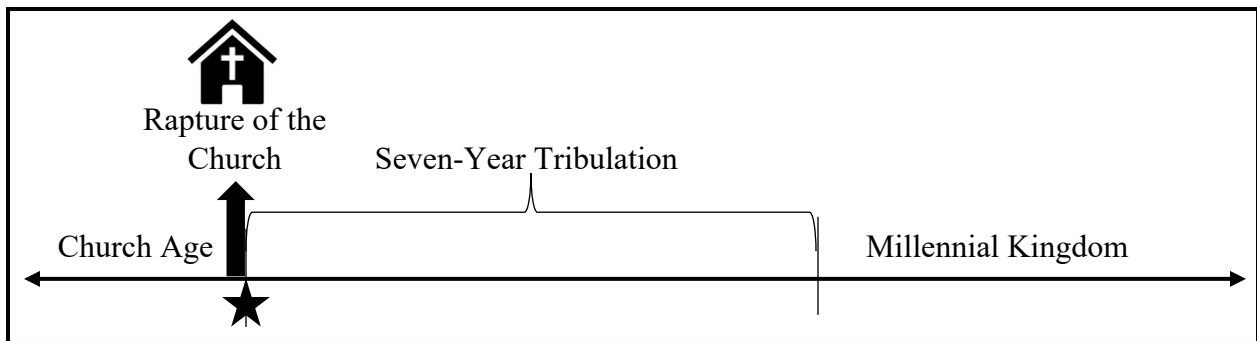 Rapture of the
Church
Seven-Year Tribulation
Church Age
Millennial Kingdom